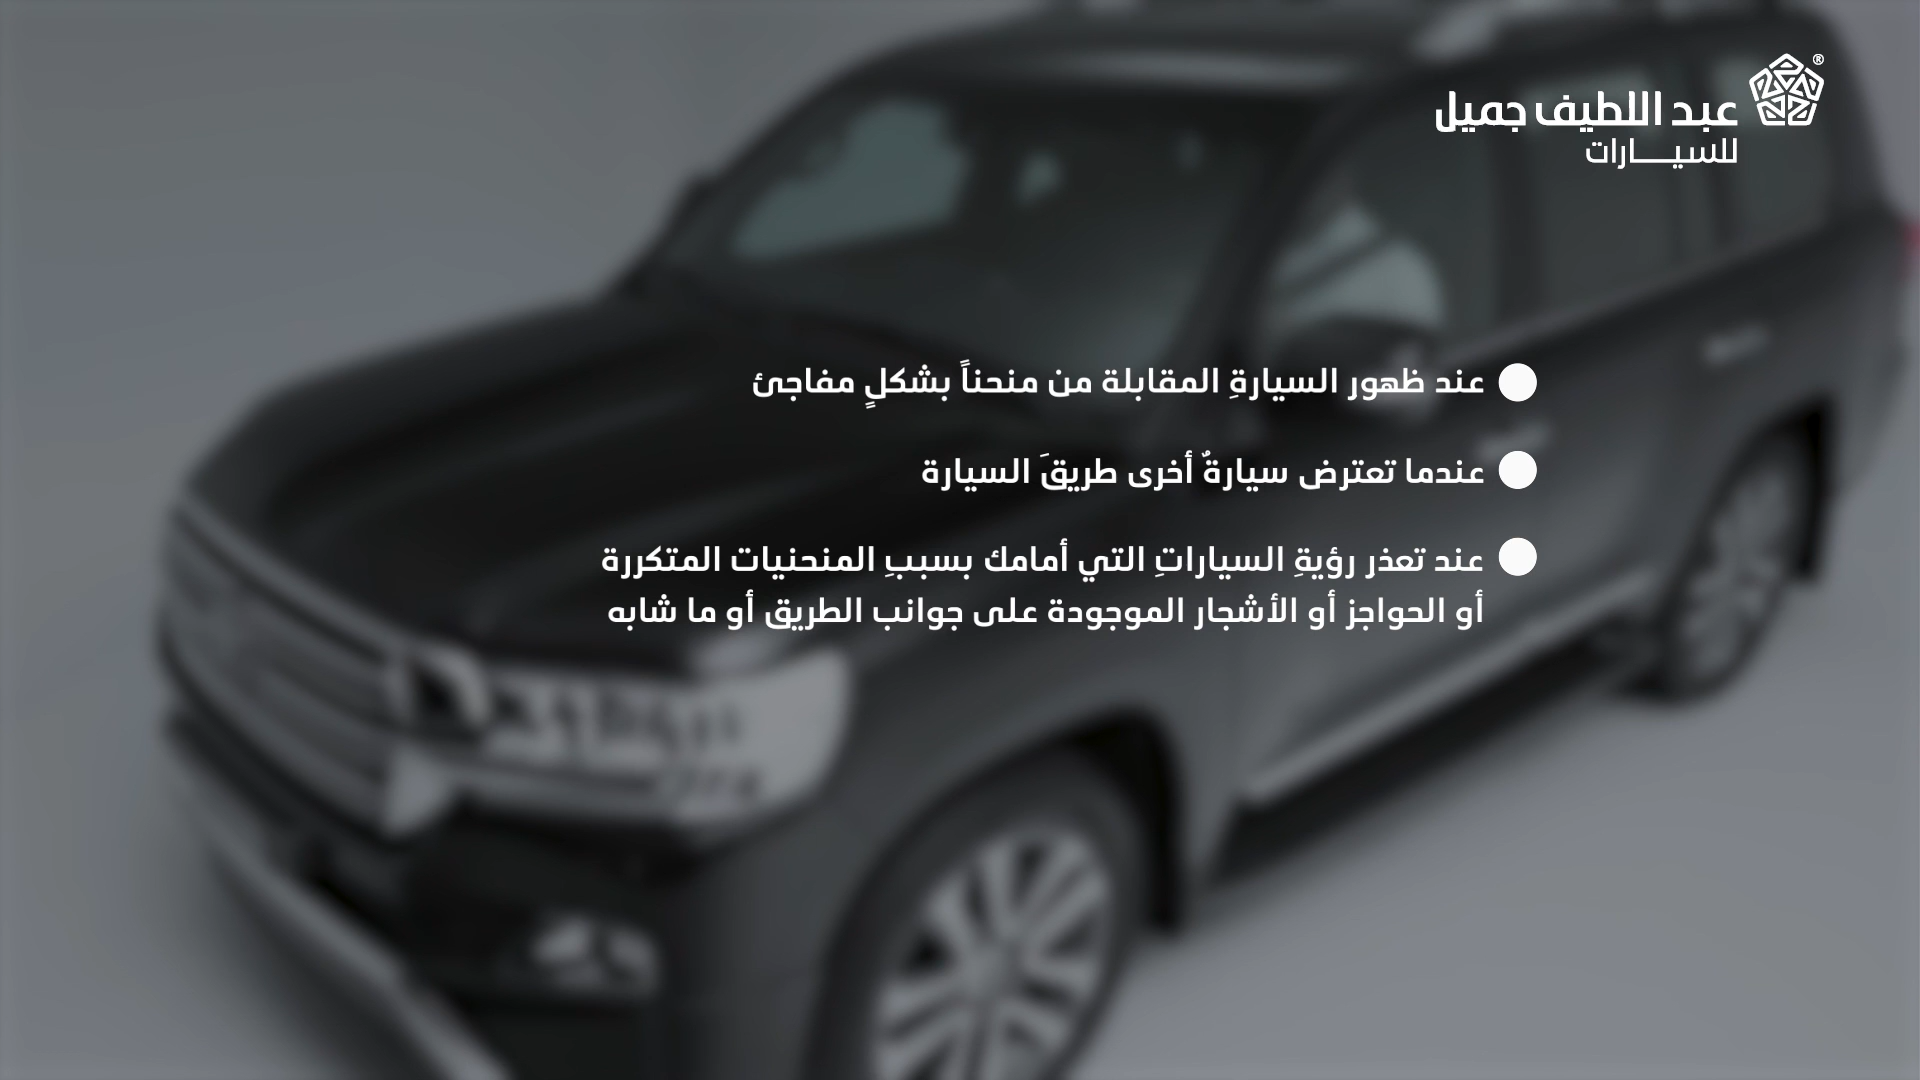 عبد اللطيف جميل ®
للسيـــارات
عند ظهور السيارةِ المقابلة من منحناً بشكلٍ مفاجئ
عندما تعترض سيارةٌ أخرى طريقَ السيارة
عند تعذر رؤيةِ السياراتِ التي أمامك بسببِ المنحنيات المتكررة
أو الحواجز أو الأشجار الموجودة على جوانب الطريق أو ما شابه